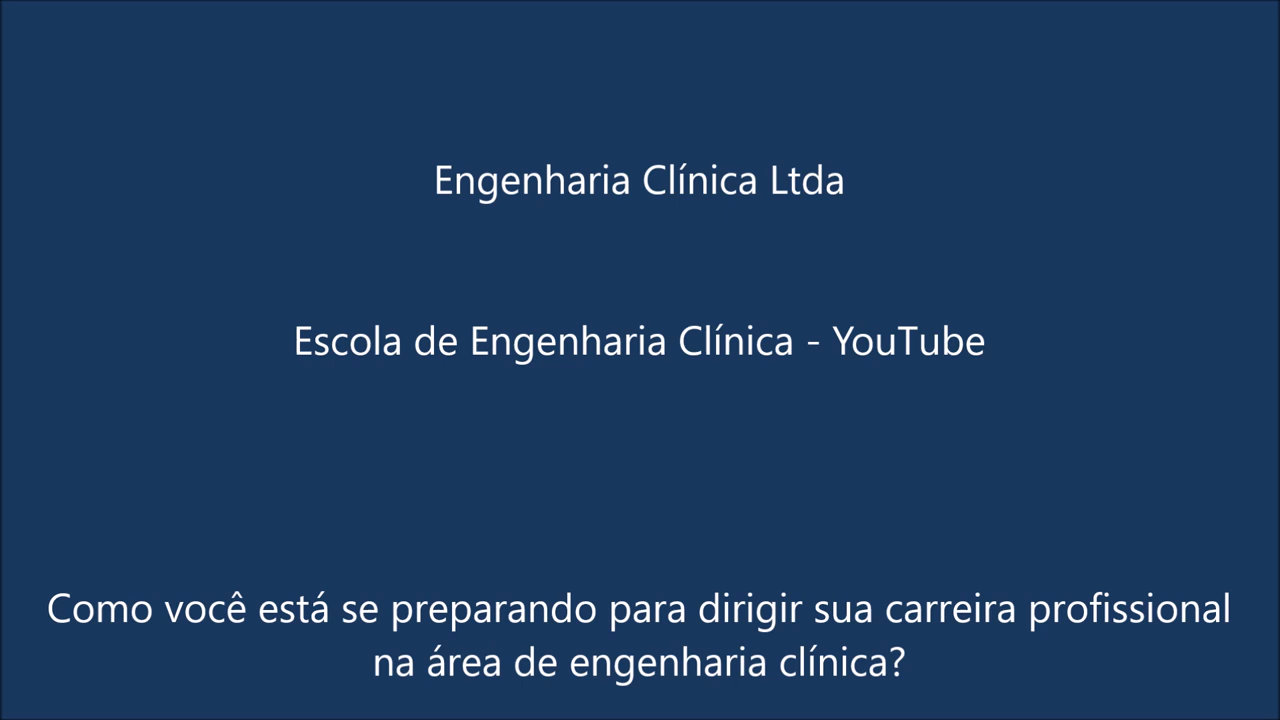 Engenharia Clínica Ltda
Escola de Engenharia Clínica - YouTube
Como você está se preparando para dirigir sua carreira profissional
na área de engenharia clínica?